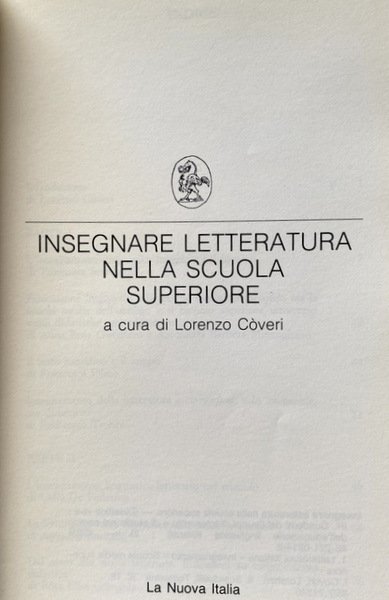 INSEGNARE LETTERATURA
NELLA SCUOLA
SUPERIORE
a cura di Lorenzo Còveri
La Nuova Italia